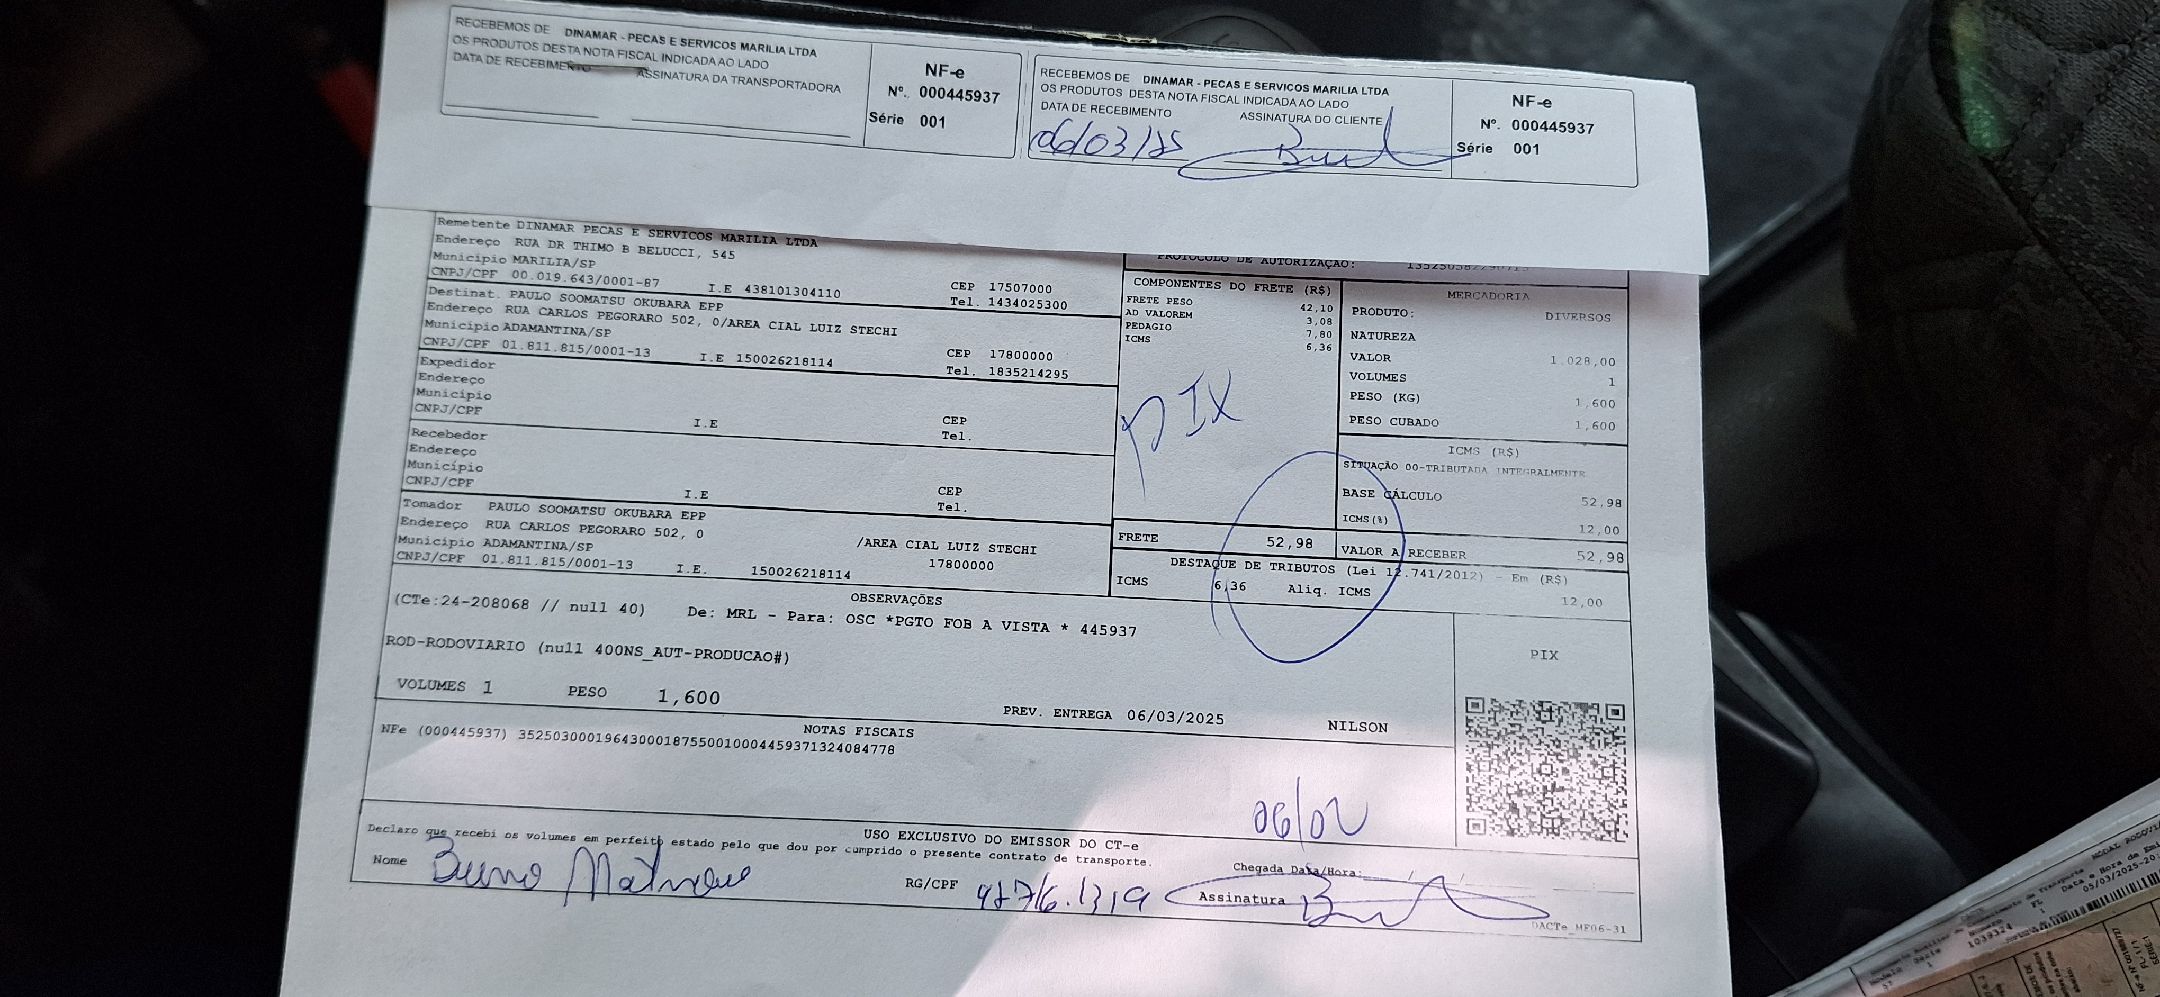 RECEBEMOS DE DINAMAR - PECAS E SERVICOS MARILIA LTDA
OS PRODUTOS DESTA NOTA FISCAL INDICADA AO LADO
DATA DE RECEBIMENTO ASSINATURA DA TRANSPORTADORA
NF-e
Nº. 000445937
Série 001
RECEBEMOS DE DINAMAR - PECAS E SERVICOS MARILIA LTDA
OS PRODUTOS DESTA NOTA FISCAL INDICADA AO LADO
DATA DE RECEBIMENTO ASSINATURA DO CLIENTE
06/03/25
NF-e
Nº. 000445937
Série 001
Remetente DINAMAR PECAS E SERVICOS MARILIA LTDA
Endereço RUA DR THIMO B BELUCCI, 545
Município MARILIA/SP CEP 17507000
CNPJ/CPF 00.019.643/0001-87 I.E 438101304110 Tel. 1434025300
Destinat. PAULO SOOMATSU OKUBARA EPP
Endereço RUA CARLOS PEGORARO 502, 0/AREA CIAL LUIZ STECHI
Município ADAMANTINA/SP CEP 17800000
CNPJ/CPF 01.811.815/0001-13 I.E 150026218114 Tel. 1835214295
Expedidor
Endereço
Município CEP
CNPJ/CPF I.E Tel.
Recebedor
Endereço
Município CEP
CNPJ/CPF I.E Tel.
Tomador PAULO SOOMATSU OKUBARA EPP
Endereço RUA CARLOS PEGORARO 502, 0 /AREA CIAL LUIZ STECHI
Município ADAMANTINA/SP 17800000
CNPJ/CPF 01.811.815/0001-13 I.E. 150026218114
PROTOCOLO DE AUTORIZAÇÃO:
COMPONENTES DO FRETE (R$)
FRETE PESO 42,10
AD VALOREM 3,08
PEDAGIO 7,80
ICMS 6,36
PIX
MERCADORIA
PRODUTO: DIVERSOS
NATUREZA
VALOR 1.028,00
VOLUMES 1
PESO (KG) 1,600
PESO CUBADO 1,600
ICMS (R$)
SITUAÇÃO 00-TRIBUTADA INTEGRALMENTE
BASE CÁLCULO 52,98
ICMS(%) 12,00
FRETE 52,98 VALOR A RECEBER 52,98
DESTAQUE DE TRIBUTOS (Lei 12.741/2012) - Em (R$)
ICMS 6,36 Aliq. ICMS 12,00
OBSERVAÇÕES
(CTe:24-208068 // null 40) De: MRL - Para: OSC *PGTO FOB A VISTA * 445937
ROD-RODOVIARIO (null 400NS_AUT-PRODUCAO#)
VOLUMES 1 PESO 1,600 PREV. ENTREGA 06/03/2025 NILSON
PIX
NOTAS FISCAIS
NFe (000445937) 35250300019643000187550010004459371324084778
06/02
USO EXCLUSIVO DO EMISSOR DO CT-e
Declaro que recebi os volumes em perfeito estado pelo que dou por cumprido o presente contrato de transporte.
Chegada Data/Hora: / /
Nome Bruno RG/CPF Assinatura
DACTe_MF06-31
1039324